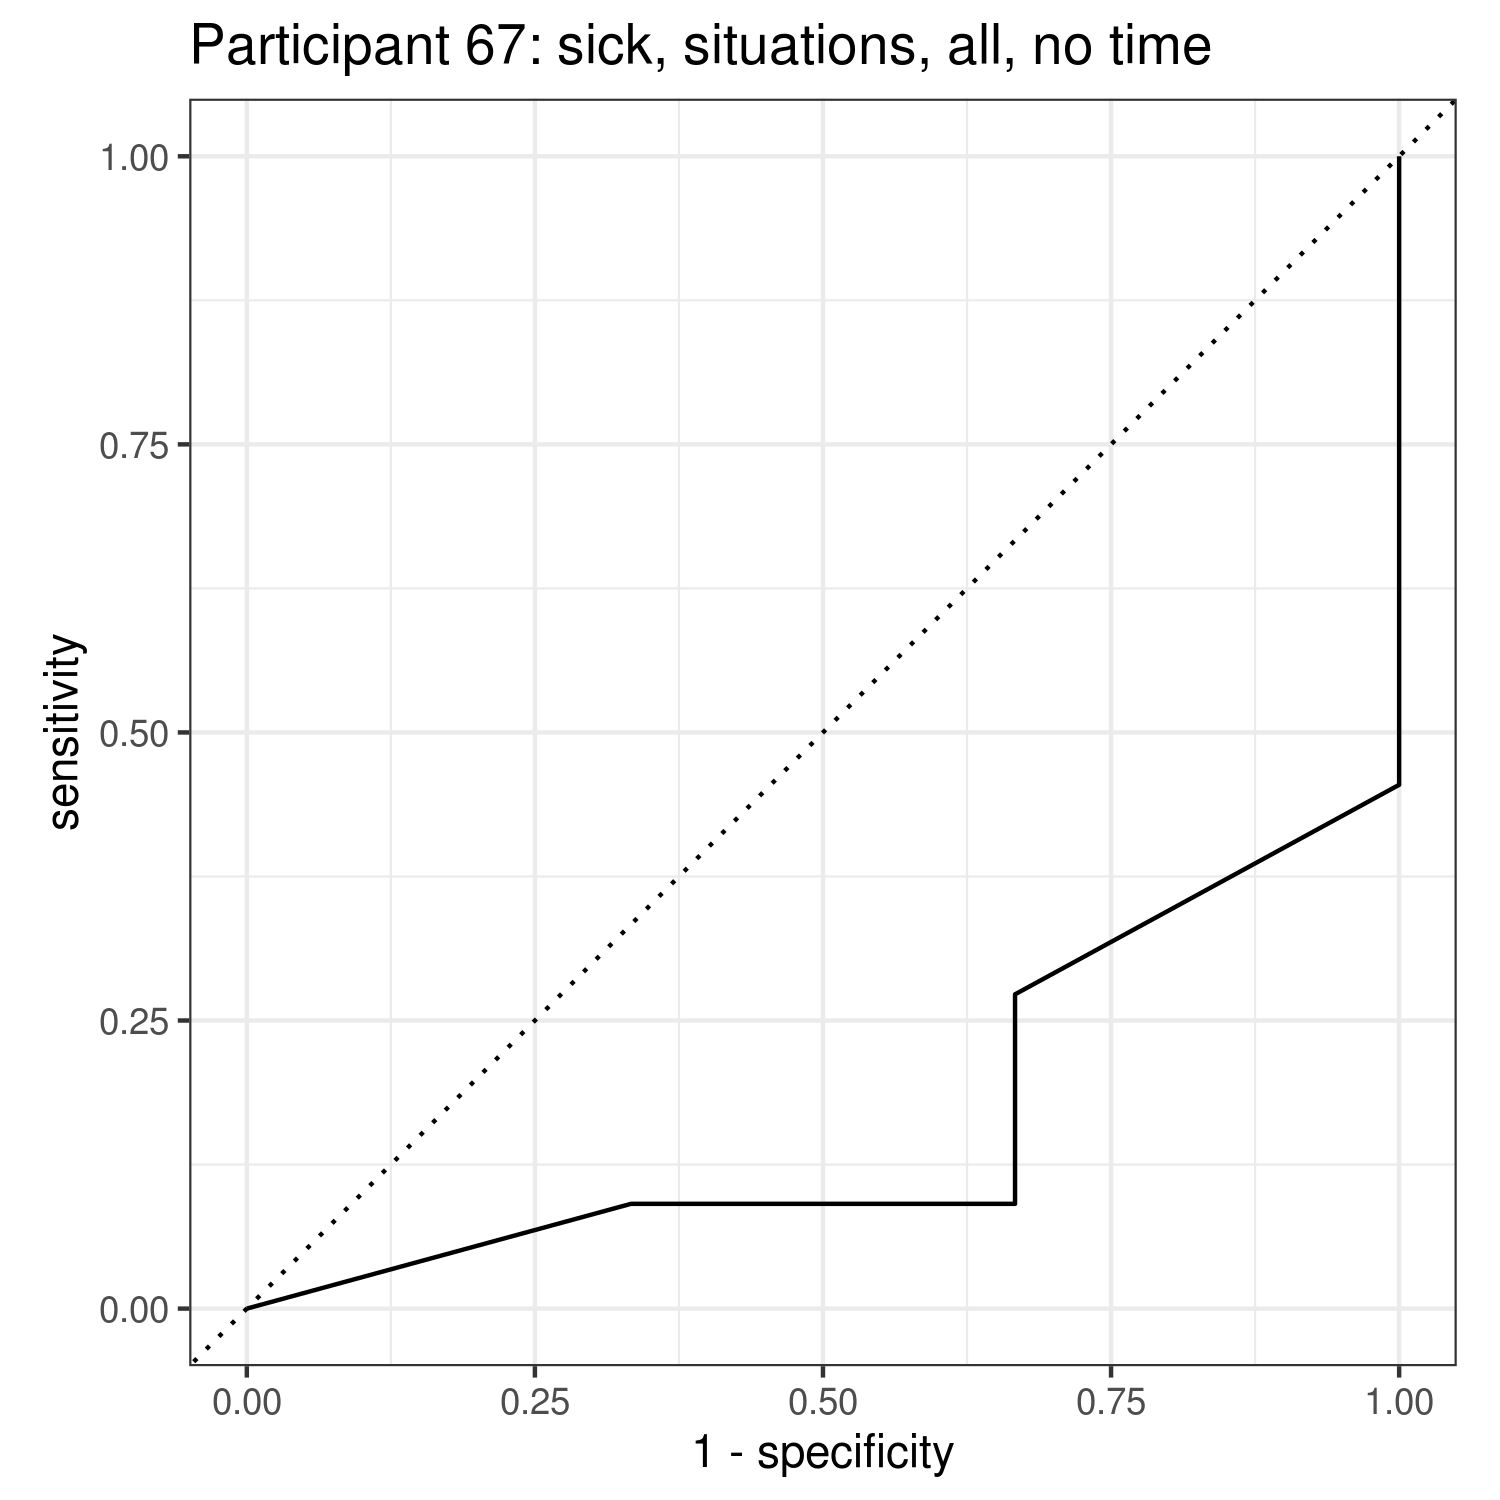 Participant 67: sick, situations, all, no time
1.00
0.75
0.50
0.25
0.00
sensitivity
0.00 0.25 0.50 0.75 1.00
1 - specificity